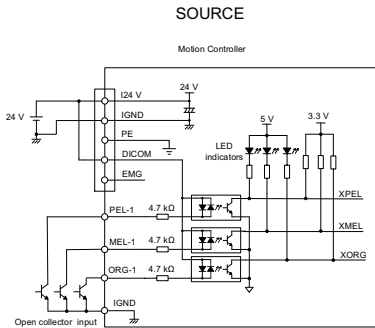 SOURCE
Motion Controller
I24 V
24 V
IGND
24 V
PE
DICOM
EMG
5 V
3.3 V
LED
indicators
PEL-1
4.7 kΩ
XPEL
MEL-1
4.7 kΩ
XMEL
ORG-1
4.7 kΩ
XORG
IGND
Open collector input